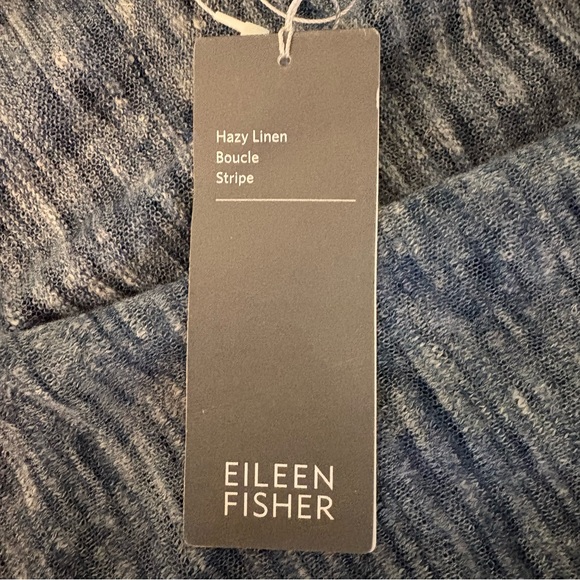 Hazy Linen
Boucle
Stripe
EILEEN
FISHER